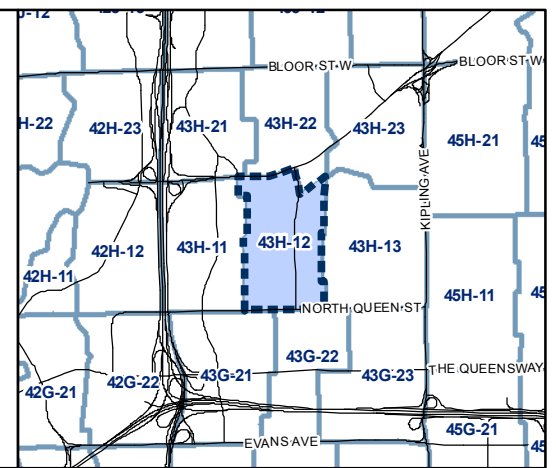 BLOOR ST W
BLOOR ST W
H-22
42H-23
43H-21
43H-22
43H-23
45H-21
KIPLING AVE
42H-12
43H-11
43H-12
43H-13
42H-11
45H-11
NORTH QUEEN ST
43G-22
THE QUEENSWAY
42G-21
42G-22
43G-21
43G-23
EVANS AVE
45G-21